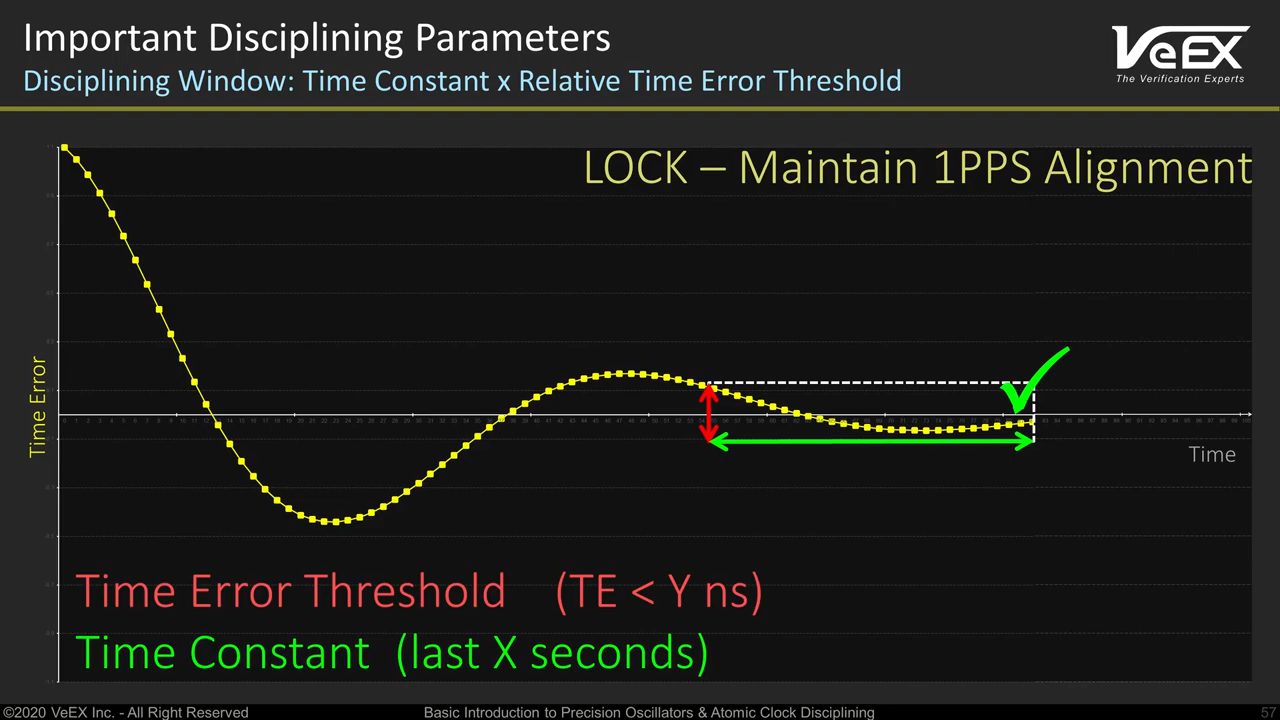 Important Disciplining Parameters
Disciplining Window: Time Constant x Relative Time Error Threshold
VeEX
The Verification Experts
LOCK – Maintain 1PPS Alignment
Time Error
Time
Time Error Threshold (TE < Y ns)
Time Constant (last X seconds)
©2020 VeEX Inc. - All Right Reserved
Basic Introduction to Precision Oscillators & Atomic Clock Disciplining
57